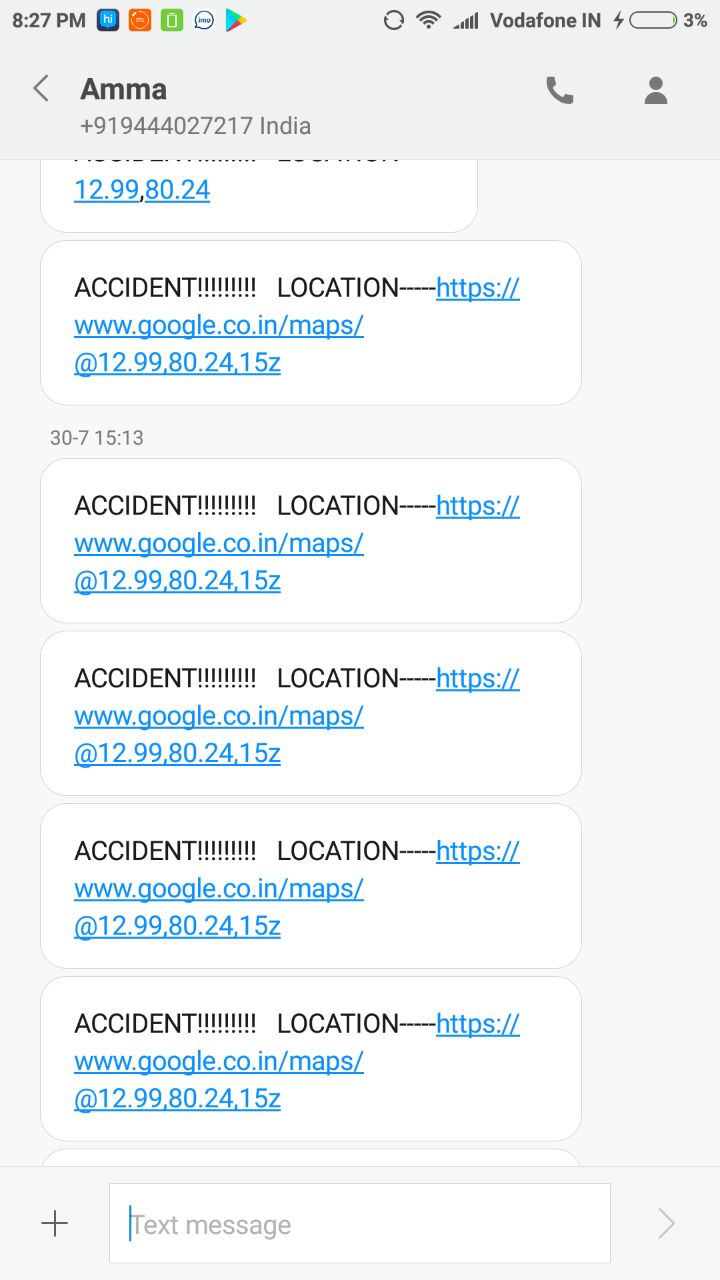 8:27 PM hi mi imo Vodafone IN 3%
Amma
+919444027217 India
12.99,80.24
ACCIDENT!!!!!!!!! LOCATION-----https://
www.google.co.in/maps/
@12.99,80.24,15z
30-7 15:13
ACCIDENT!!!!!!!!! LOCATION-----https://
www.google.co.in/maps/
@12.99,80.24,15z
ACCIDENT!!!!!!!!! LOCATION-----https://
www.google.co.in/maps/
@12.99,80.24,15z
ACCIDENT!!!!!!!!! LOCATION-----https://
www.google.co.in/maps/
@12.99,80.24,15z
ACCIDENT!!!!!!!!! LOCATION-----https://
www.google.co.in/maps/
@12.99,80.24,15z
Text message